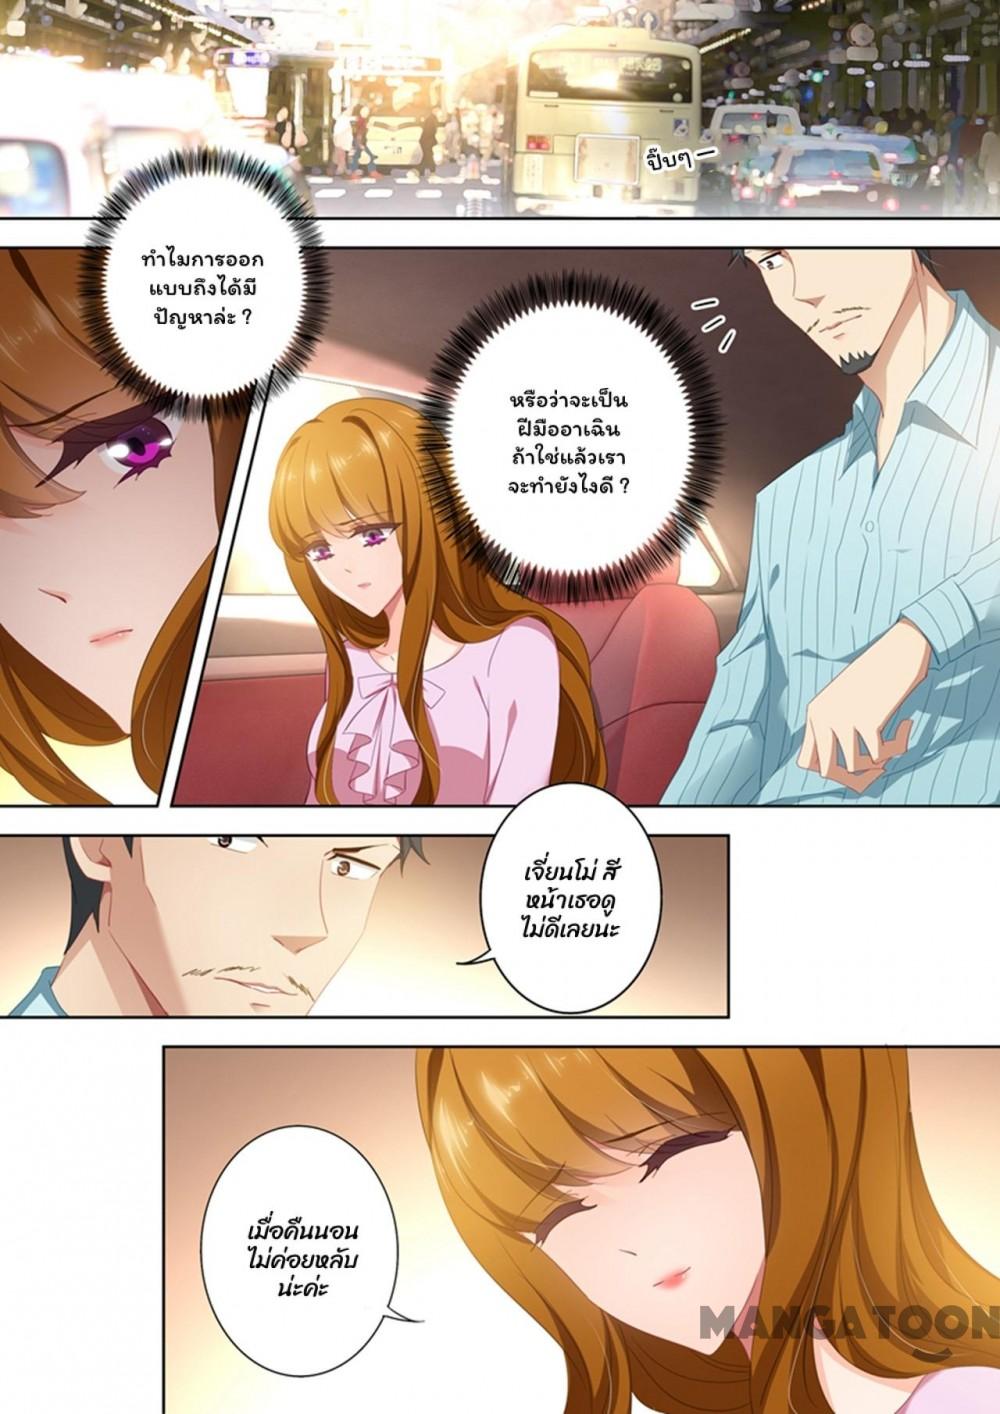 ปี๊บๆ —
ทำไมการออก
แบบถึงได้มี
ปัญหาล่ะ ?
หรือว่าจะเป็น
ฝีมืออาเฉิน
ถ้าใช่แล้วเรา
จะทำยังไงดี ?
เจี่ยนโม่ สี
หน้าเธอดู
ไม่ดีเลยนะ
เมื่อคืนนอน
ไม่ค่อยหลับ
น่ะค่ะ
MANGATOON